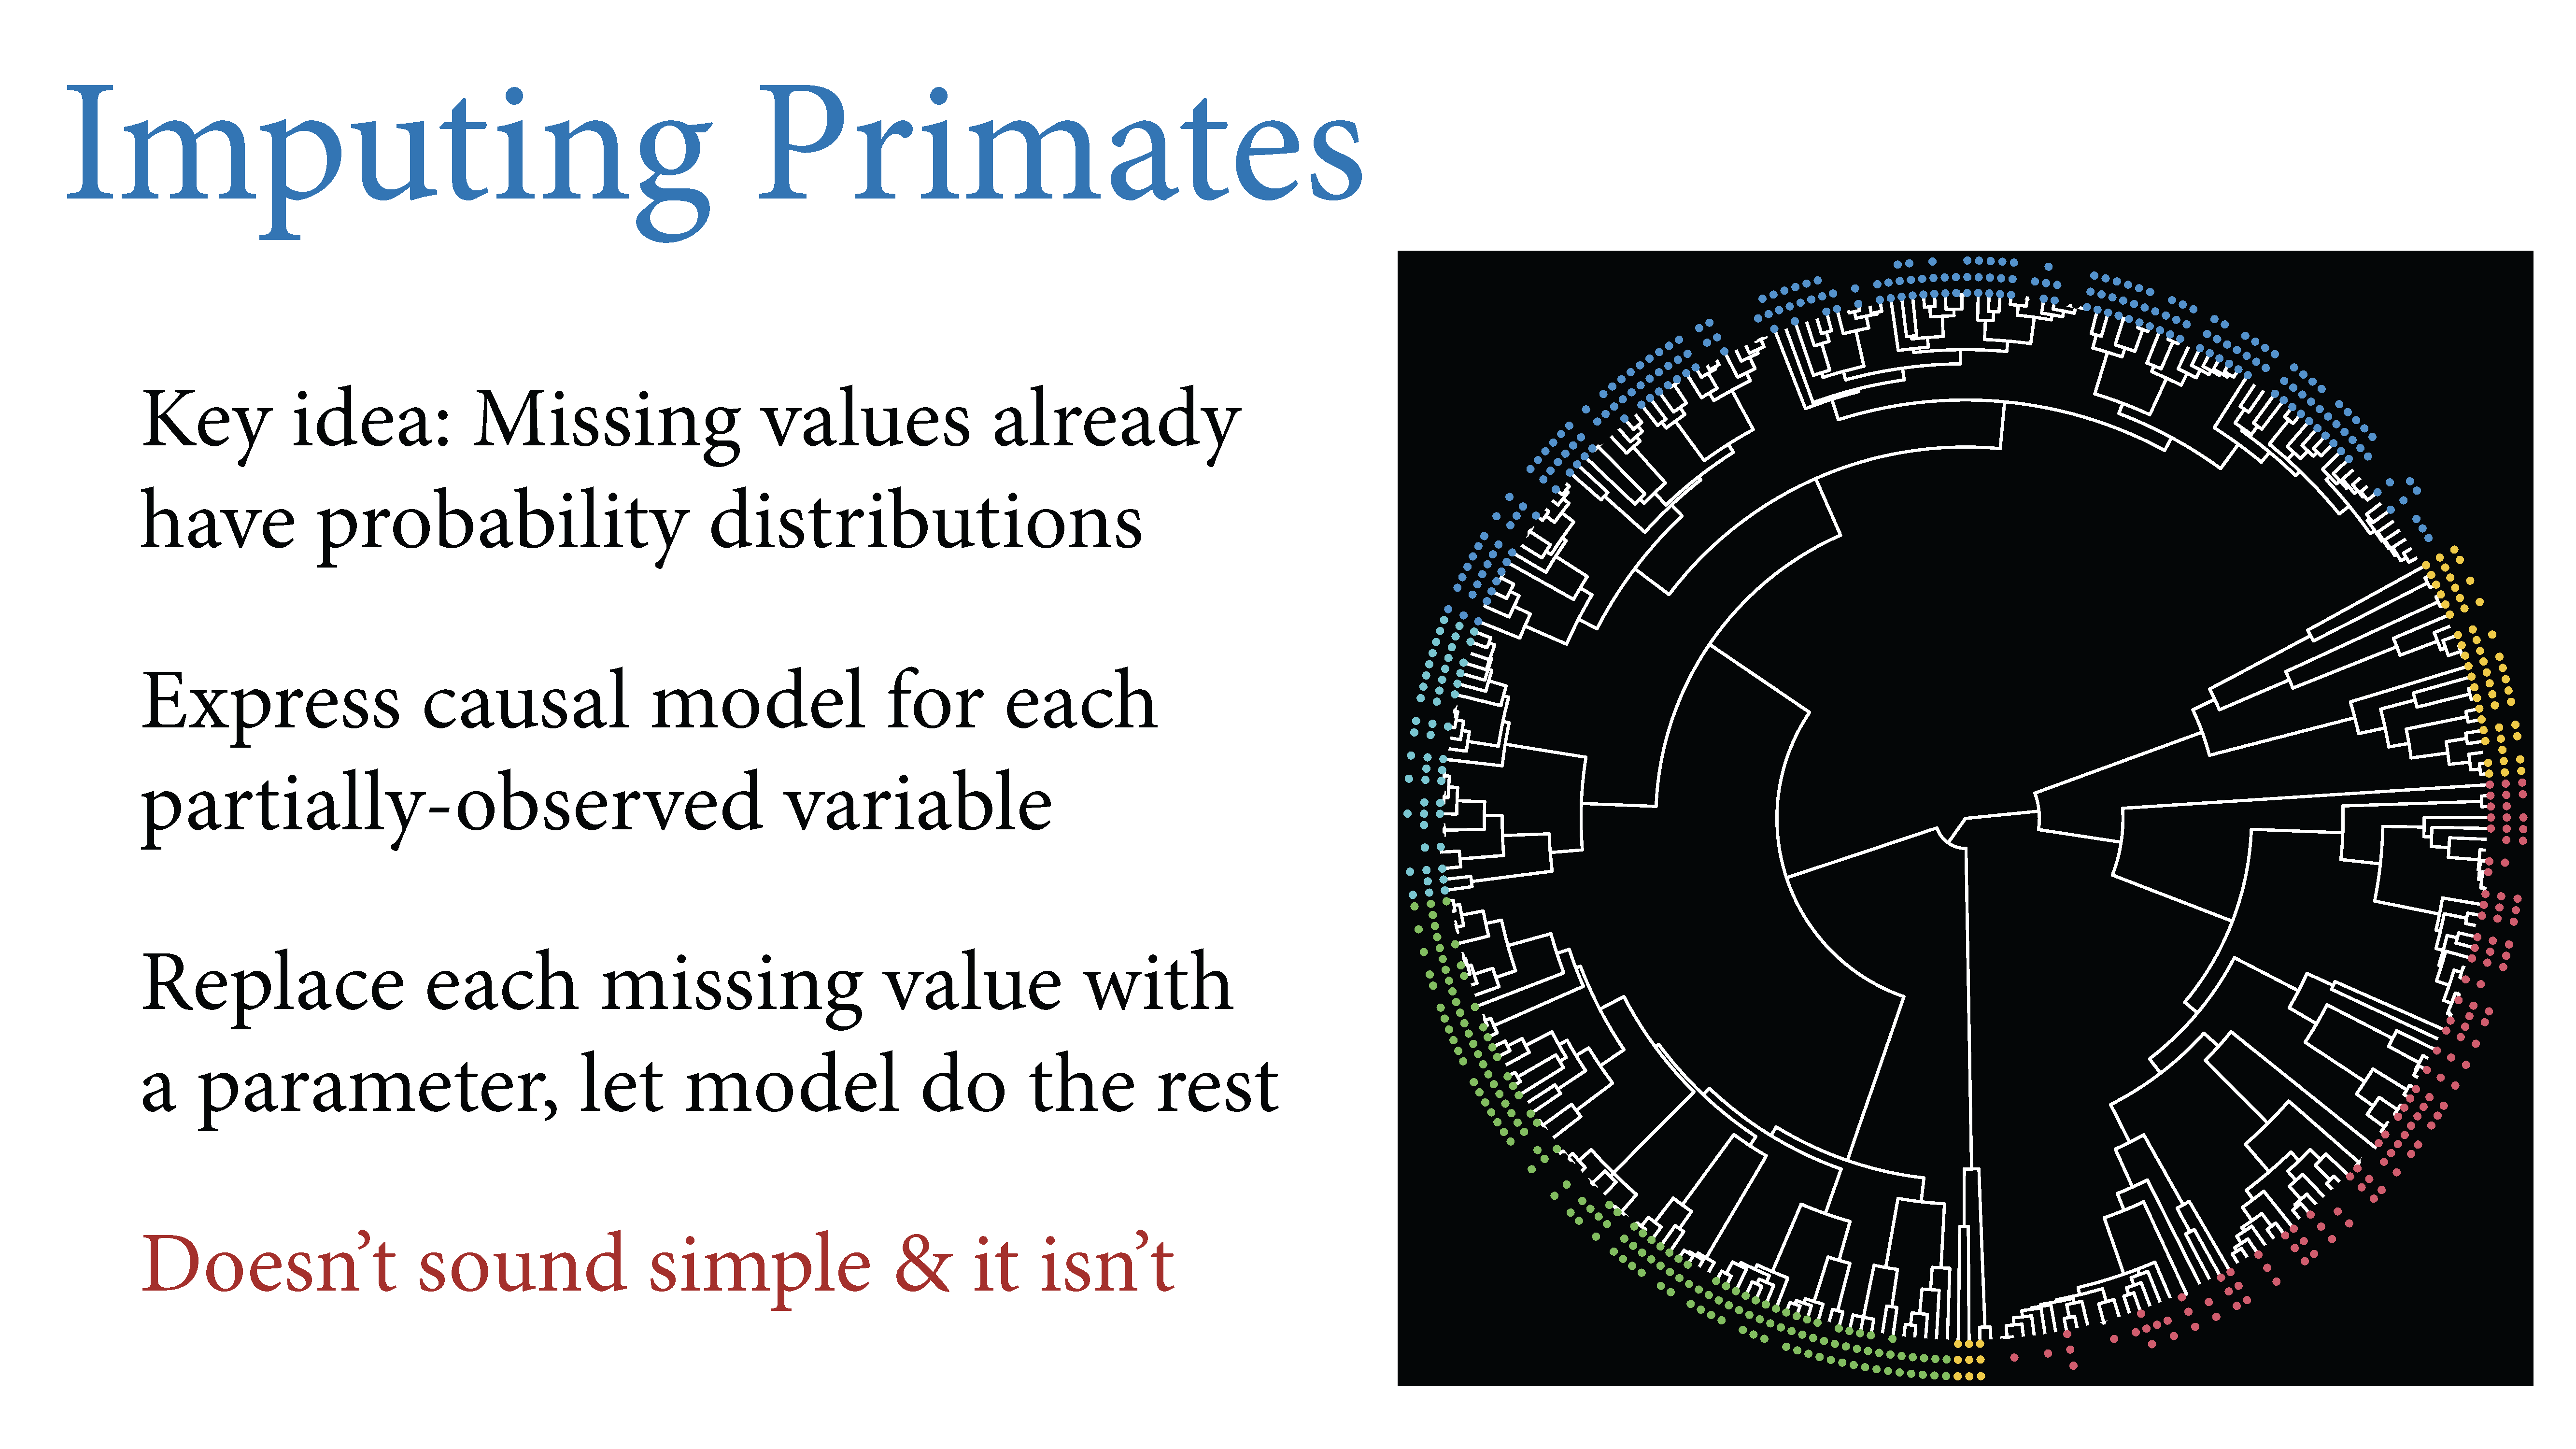 Imputing Primates
Key idea: Missing values already
have probability distributions
Express causal model for each
partially-observed variable
Replace each missing value with
a parameter, let model do the rest
Doesn’t sound simple & it isn’t